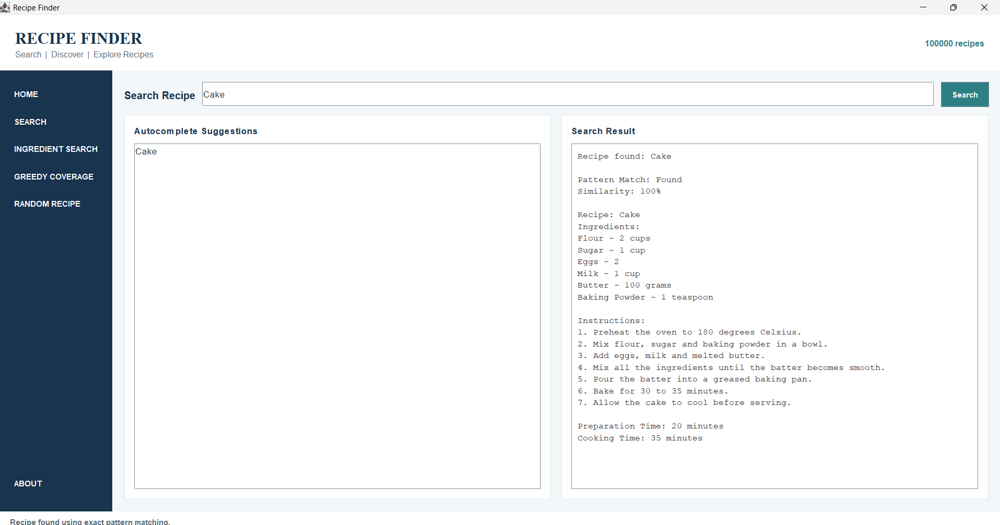 Recipe Finder
RECIPE FINDER
Search | Discover | Explore Recipes
100000 recipes
HOME
SEARCH
INGREDIENT SEARCH
GREEDY COVERAGE
RANDOM RECIPE
ABOUT
Search Recipe
Cake
Search
Autocomplete Suggestions
Cake
Search Result
Recipe found: Cake
Pattern Match: Found
Similarity: 100%
Recipe: Cake
Ingredients:
Flour - 2 cups
Sugar - 1 cup
Eggs - 2
Milk - 1 cup
Butter - 100 grams
Baking Powder - 1 teaspoon
Instructions:
1. Preheat the oven to 180 degrees Celsius.
2. Mix flour, sugar and baking powder in a bowl.
3. Add eggs, milk and melted butter.
4. Mix all the ingredients until the batter becomes smooth.
5. Pour the batter into a greased baking pan.
6. Bake for 30 to 35 minutes.
7. Allow the cake to cool before serving.
Preparation Time: 20 minutes
Cooking Time: 35 minutes
Recipe found using exact pattern matching.